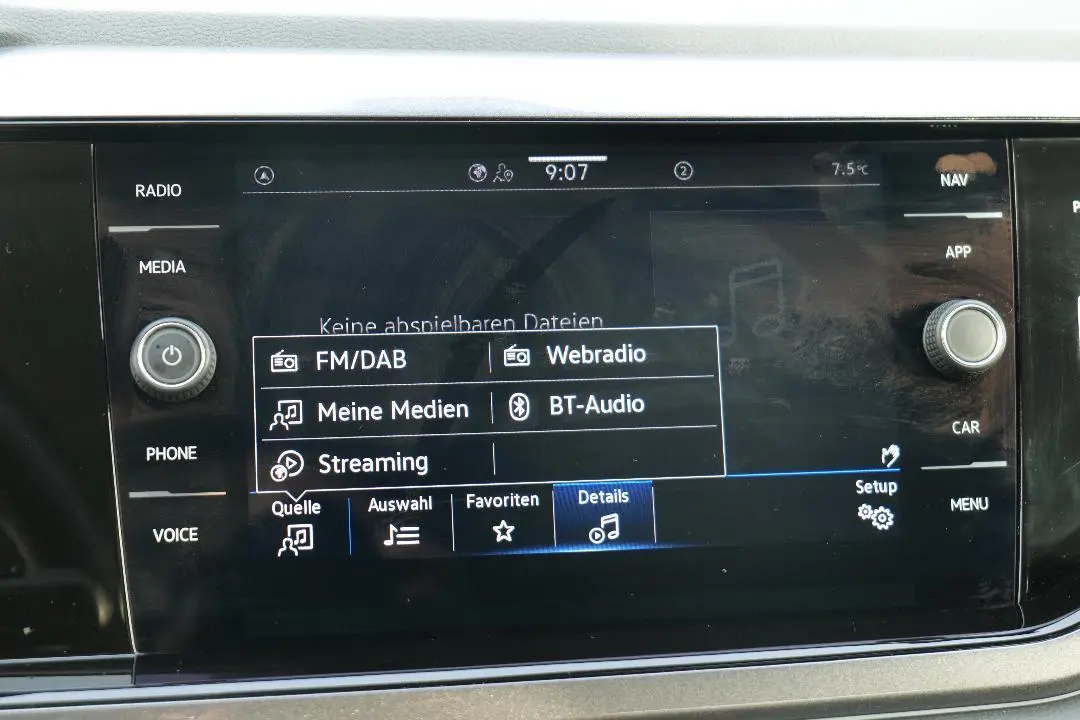 9:07
2
7.5°C
RADIO
NAV
MEDIA
APP
Keine abspielbaren Dateien
FM/DAB
Webradio
Meine Medien
BT-Audio
Streaming
PHONE
CAR
Quelle
Auswahl
Favoriten
Details
Setup
VOICE
MENU